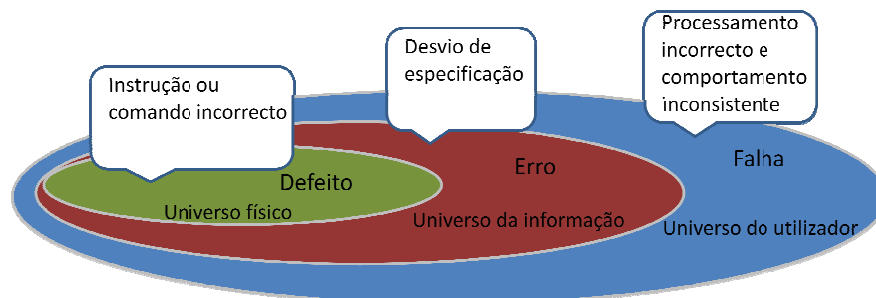 Instrução ou
comando incorrecto
Desvio de
especificação
Processamento
incorrecto e
comportamento
inconsistente
Defeito
Universo físico
Erro
Universo da informação
Falha
Universo do utilizador